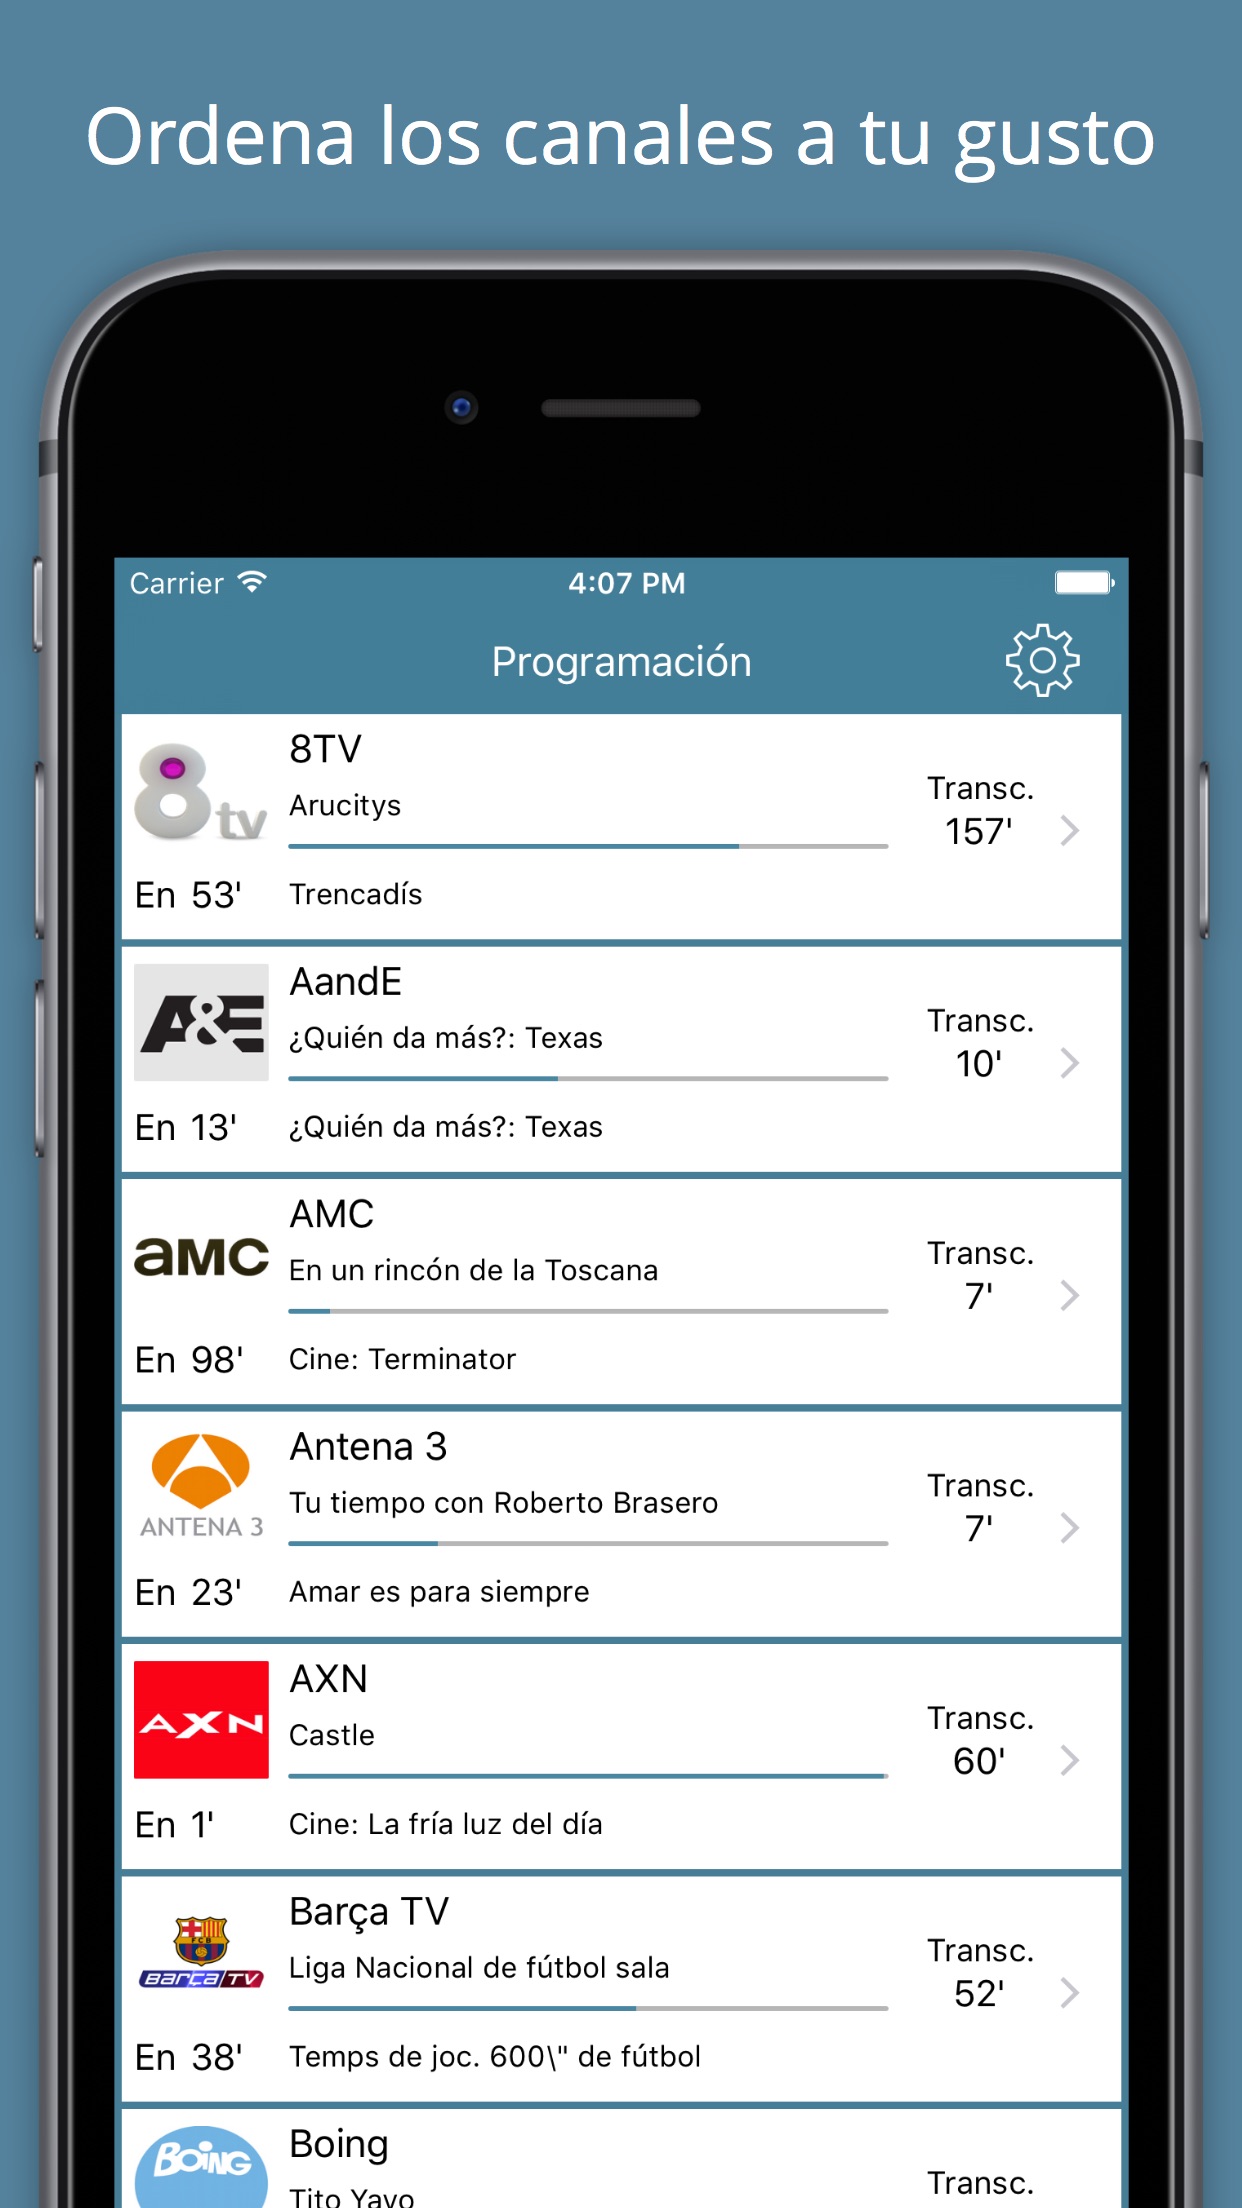 Ordena los canales a tu gusto
Carrier 4:07 PM
Programación
8tv
8TV
Arucitys
Transc.
157'
En 53'
Trencadís
A&E
AandE
¿Quién da más?: Texas
Transc.
10'
En 13'
¿Quién da más?: Texas
aMC
AMC
En un rincón de la Toscana
Transc.
7'
En 98'
Cine: Terminator
ANTENA 3
Antena 3
Tu tiempo con Roberto Brasero
Transc.
7'
En 23'
Amar es para siempre
AXN
AXN
Castle
Transc.
60'
En 1'
Cine: La fría luz del día
FCB
Barça TV
Barça TV
Liga Nacional de fútbol sala
Transc.
52'
En 38'
Temps de joc. 600\" de fútbol
BOING
Boing
Tito Yayo
Transc.